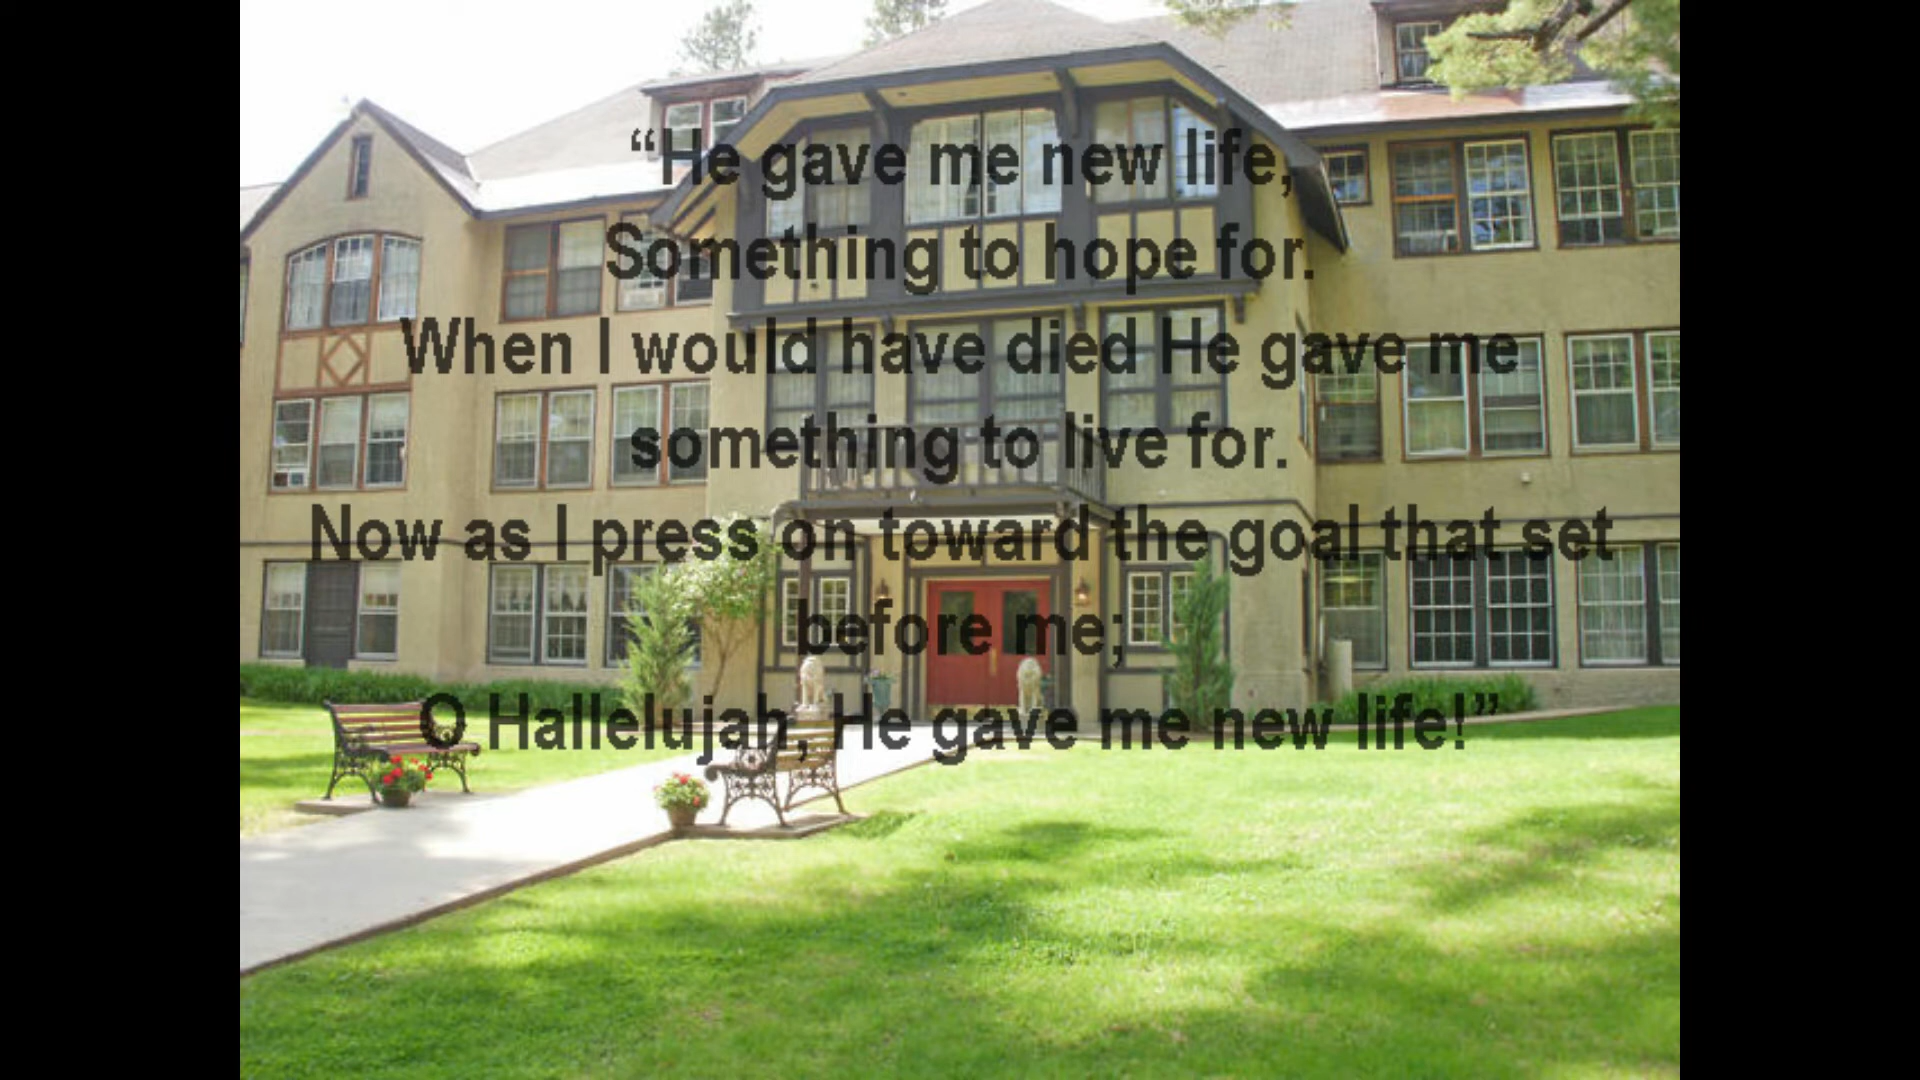 “He gave me new life,
Something to hope for.
When I would have died He gave me
something to live for.
Now as I press on toward the goal that set
before me;
O Hallelujah, He gave me new life!”